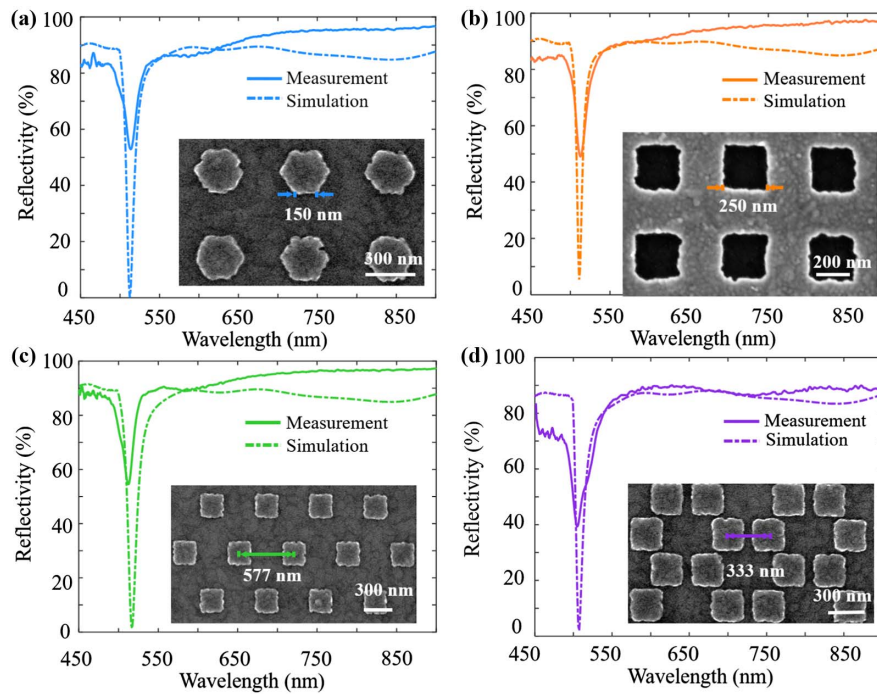 (a)
100
80
60
40
20
0
Reflectivity (%)
Measurement
Simulation
150 nm
300 nm
450 550 650 750 850
Wavelength (nm)
(b)
100
80
60
40
20
0
Reflectivity (%)
Measurement
Simulation
250 nm
200 nm
450 550 650 750 850
Wavelength (nm)
(c)
100
80
60
40
20
0
Reflectivity (%)
Measurement
Simulation
577 nm
300 nm
450 550 650 750 850
Wavelength (nm)
(d)
100
80
60
40
20
0
Reflectivity (%)
Measurement
Simulation
333 nm
300 nm
450 500 600 700 800
Wavelength (nm)